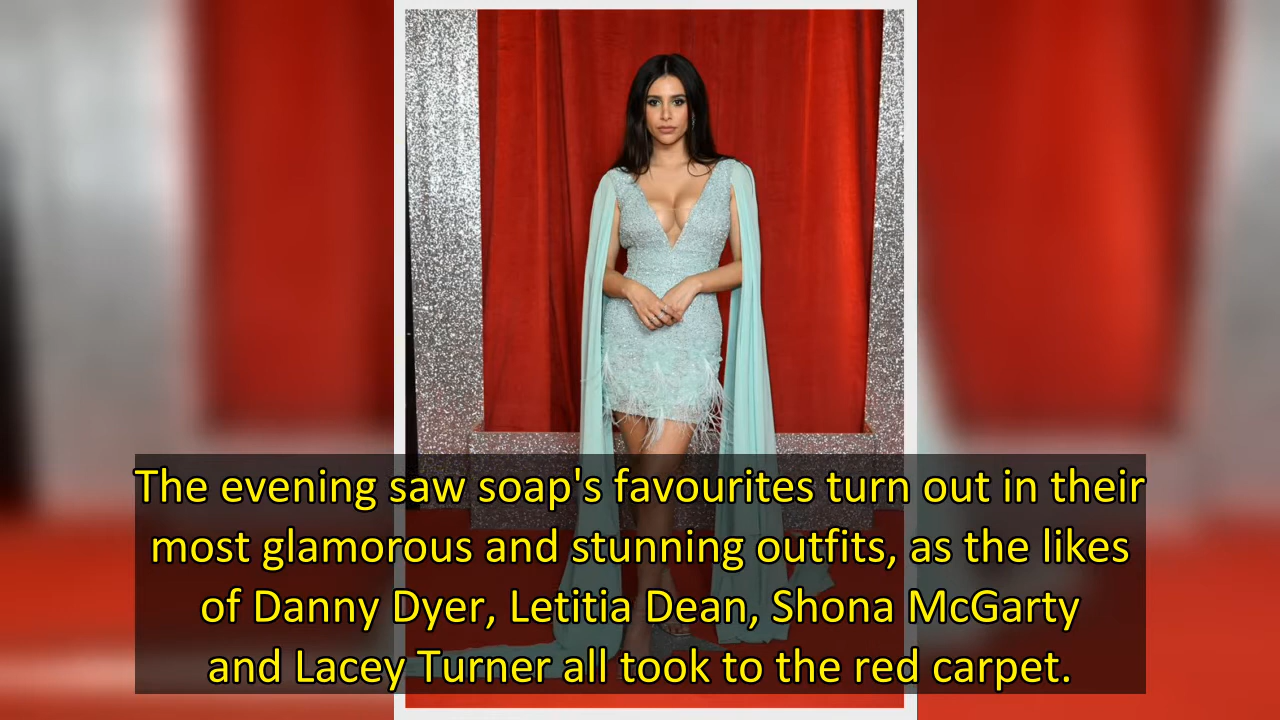 The evening saw soap's favourites turn out in their
most glamorous and stunning outfits, as the likes
of Danny Dyer, Letitia Dean, Shona McGarty
and Lacey Turner all took to the red carpet.